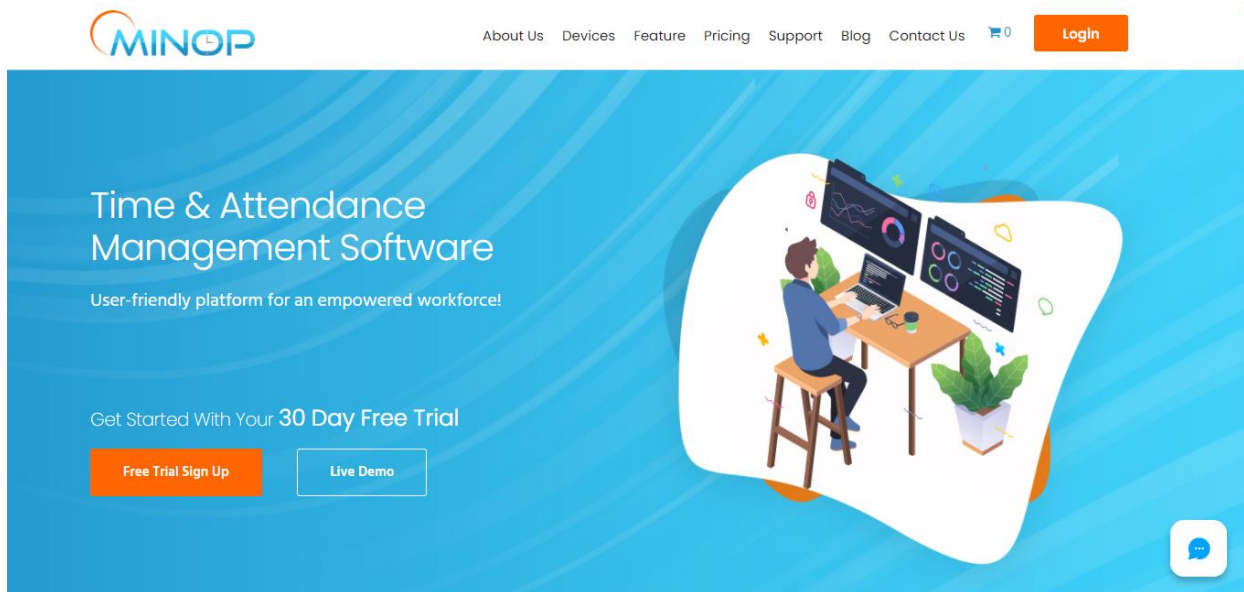 MINOP
About Us Devices Feature Pricing Support Blog Contact Us 0 Login
Time & Attendance
Management Software
User-friendly platform for an empowered workforce!
Get Started With Your 30 Day Free Trial
Free Trial Sign Up Live Demo